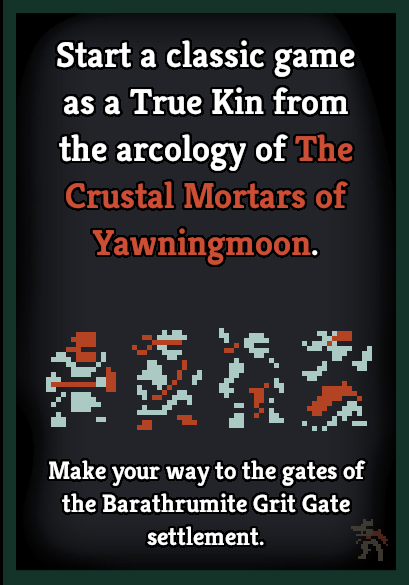 Start a classic game
as a True Kin from
the arcology of The
Crustal Mortars of
Yawningmoon.
Make your way to the gates of
the Barathrumite Grit Gate
settlement.